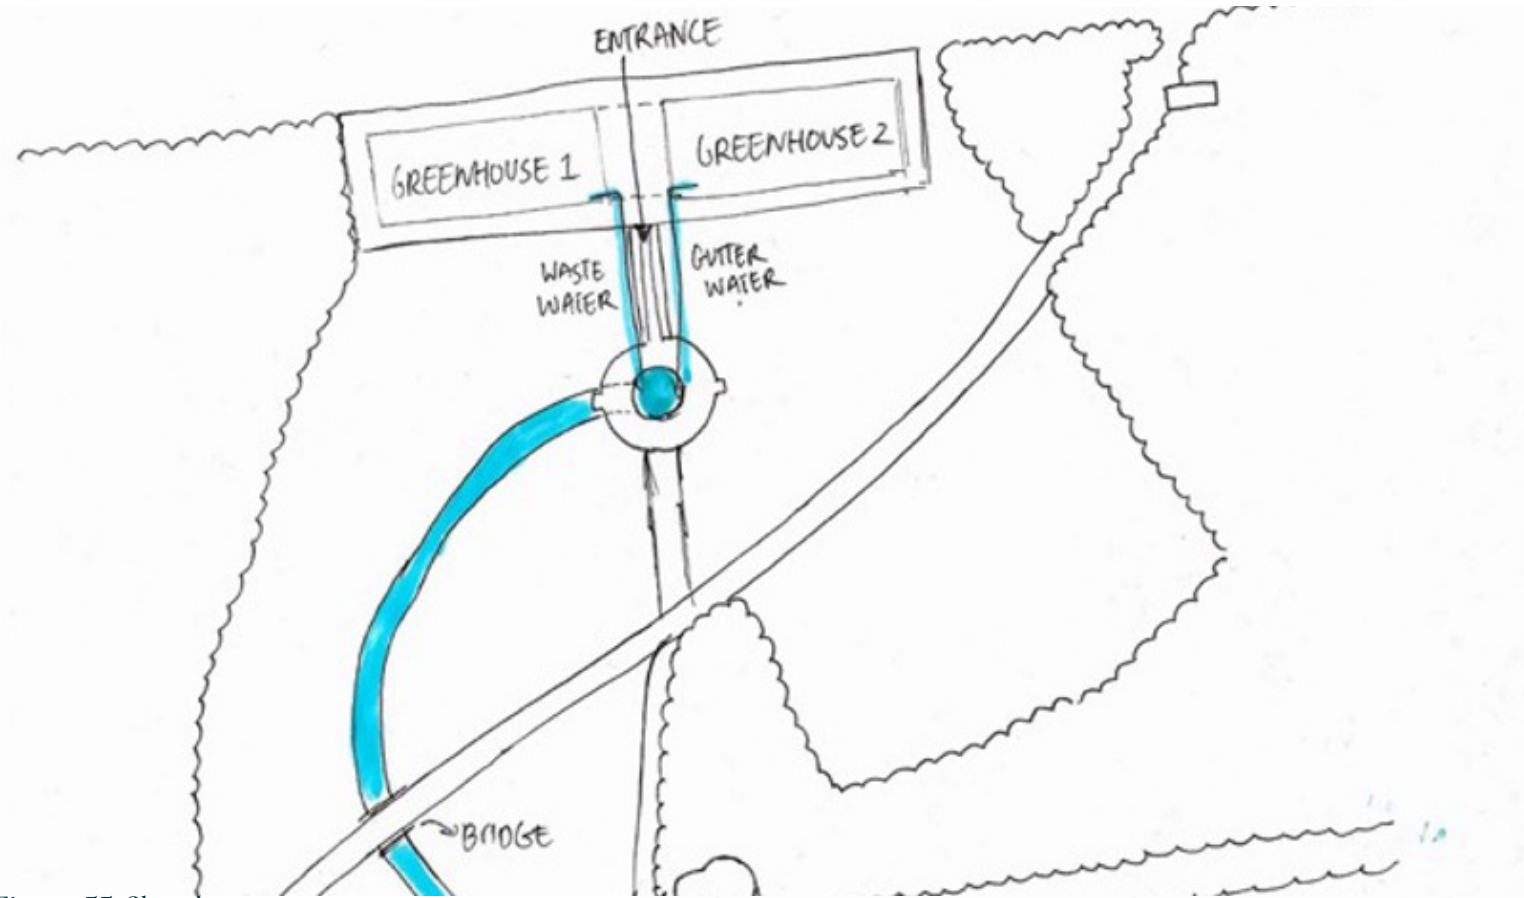 ENTRANCE
GREENHOUSE 1
GREENHOUSE 2
WASTE
WATER
GUTTER
WATER
BRIDGE